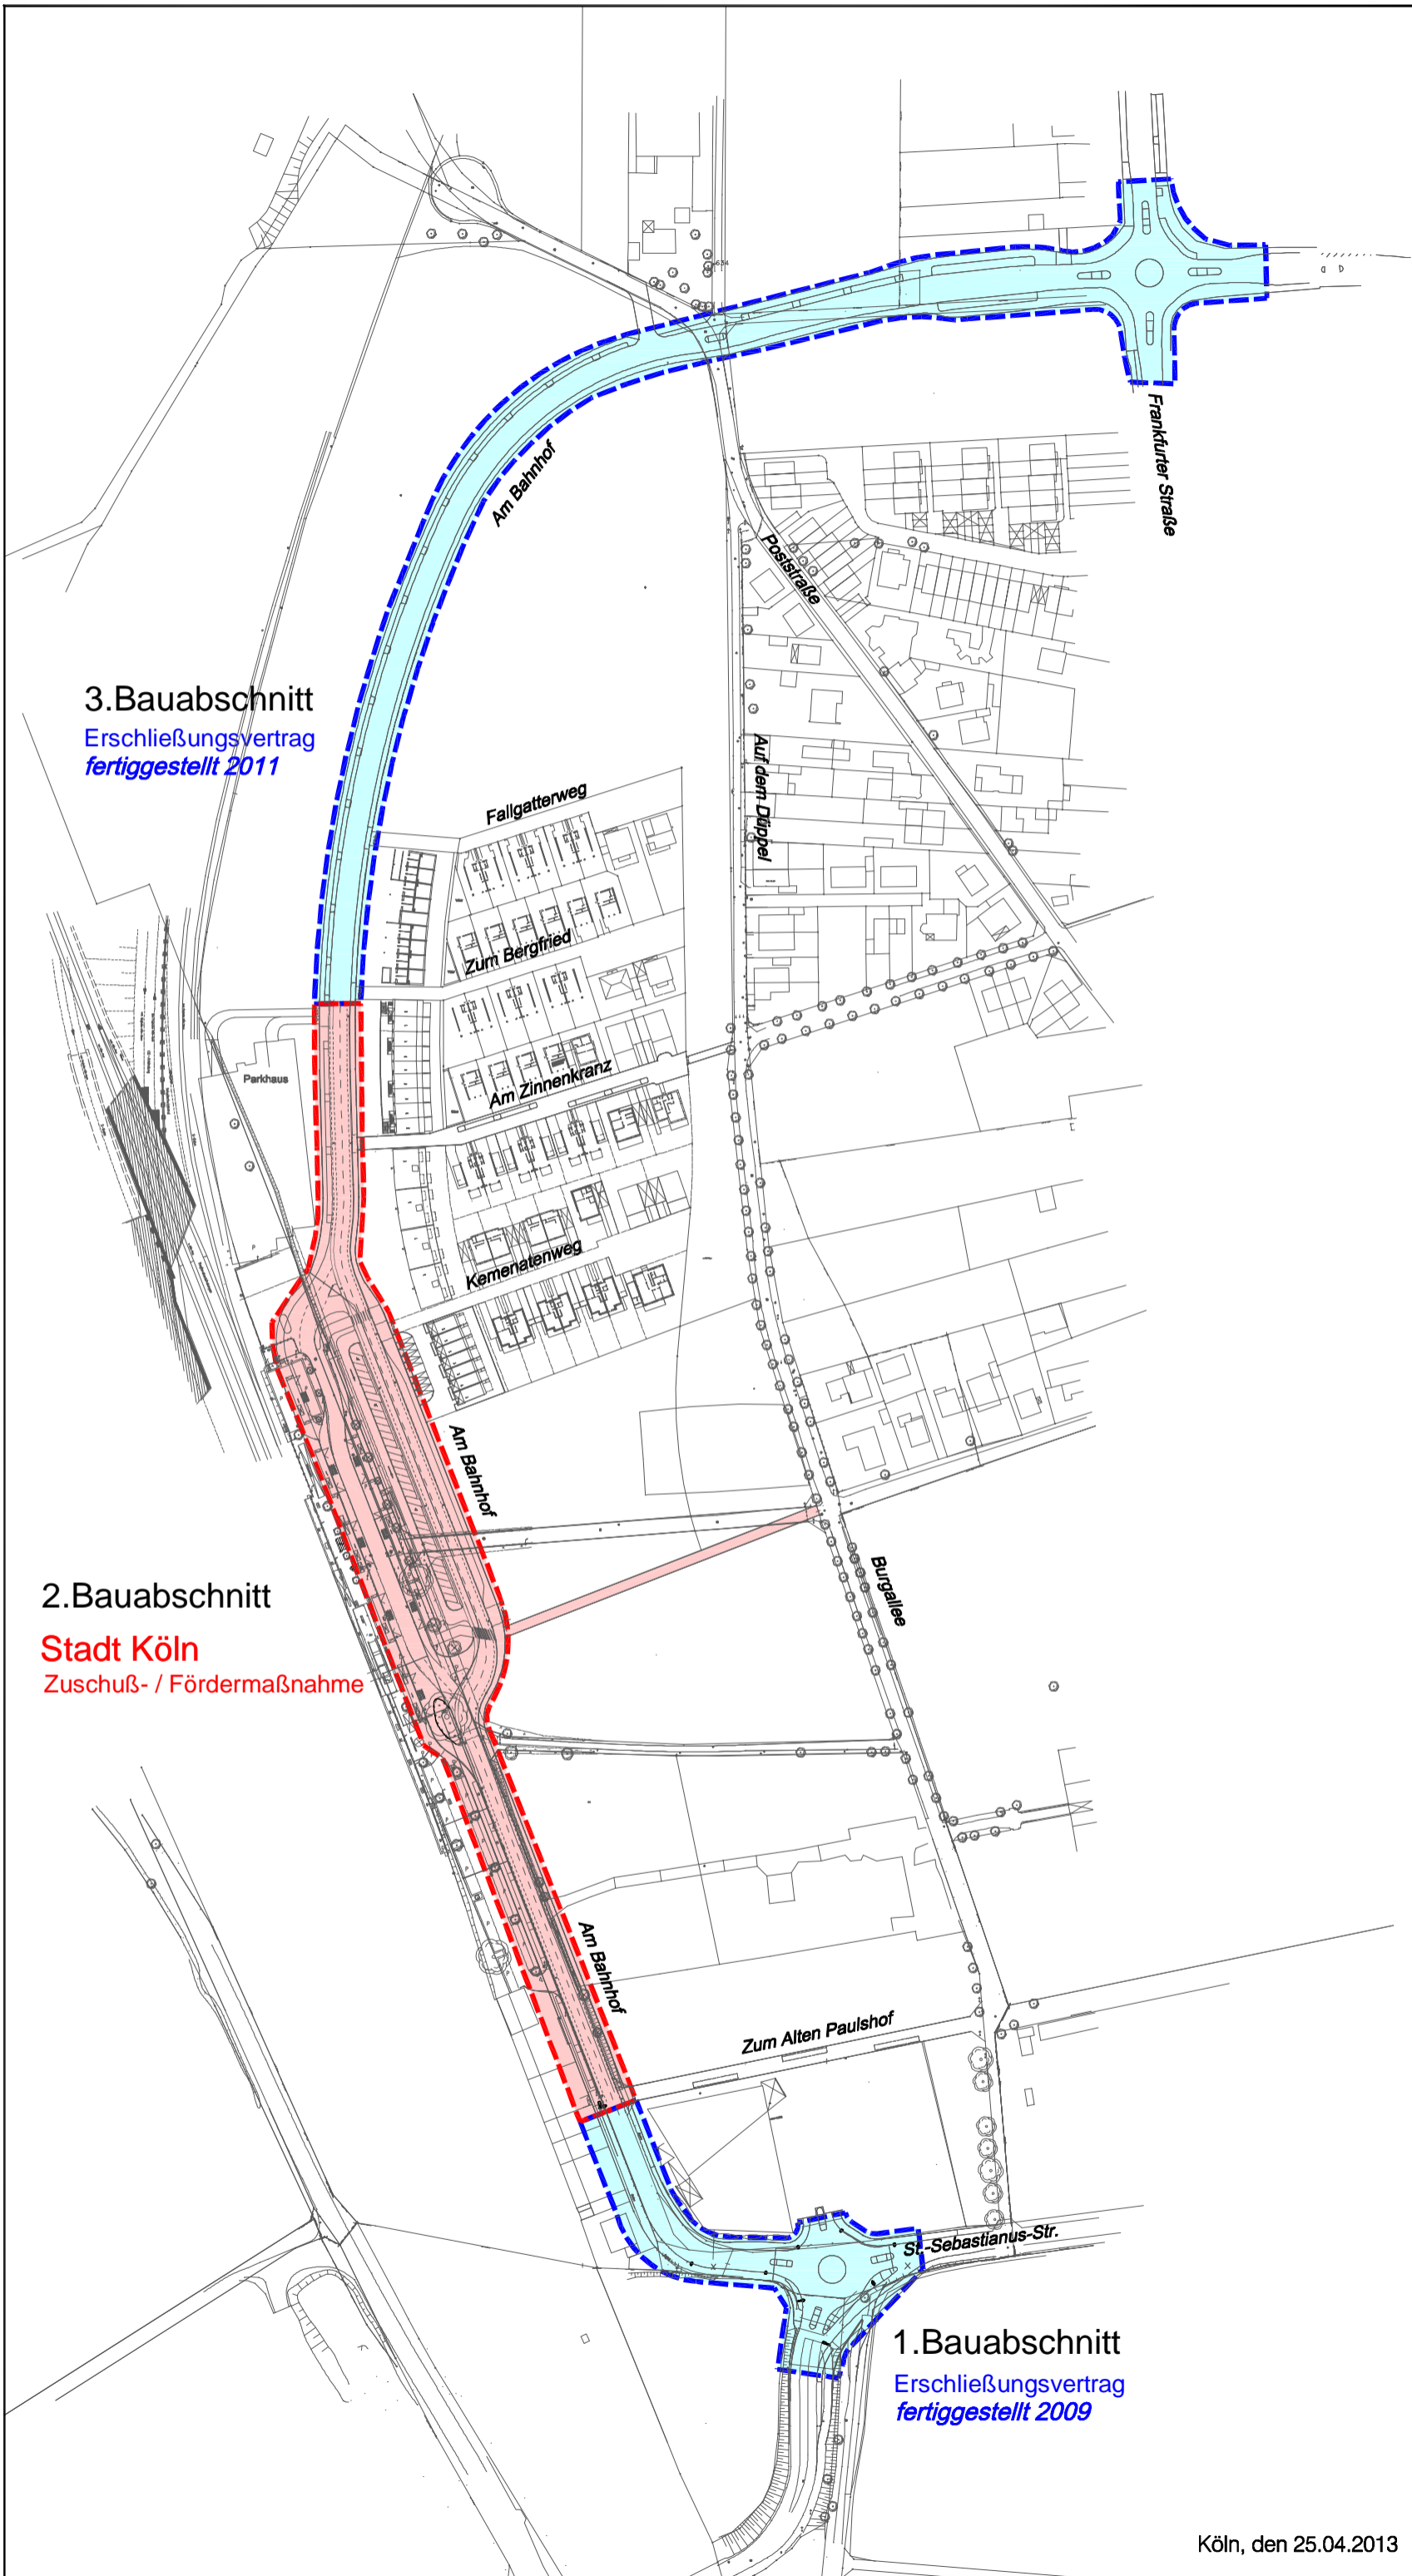 Frankfurter Straße
Am Bahnhof
Poststraße
3.Bauabschnitt
Erschließungsvertrag
fertiggestellt 2011
Auf dem Düppel
Fallgatterweg
Zum Bergfried
Parkhaus
Am Zinnenkranz
Kemenatenweg
Am Bahnhof
Burgallee
2.Bauabschnitt
Stadt Köln
Zuschuß- / Fördermaßnahme
Am Bahnhof
Zum Alten Paulshof
St.-Sebastianus-Str.
1.Bauabschnitt
Erschließungsvertrag
fertiggestellt 2009
Köln, den 25.04.2013